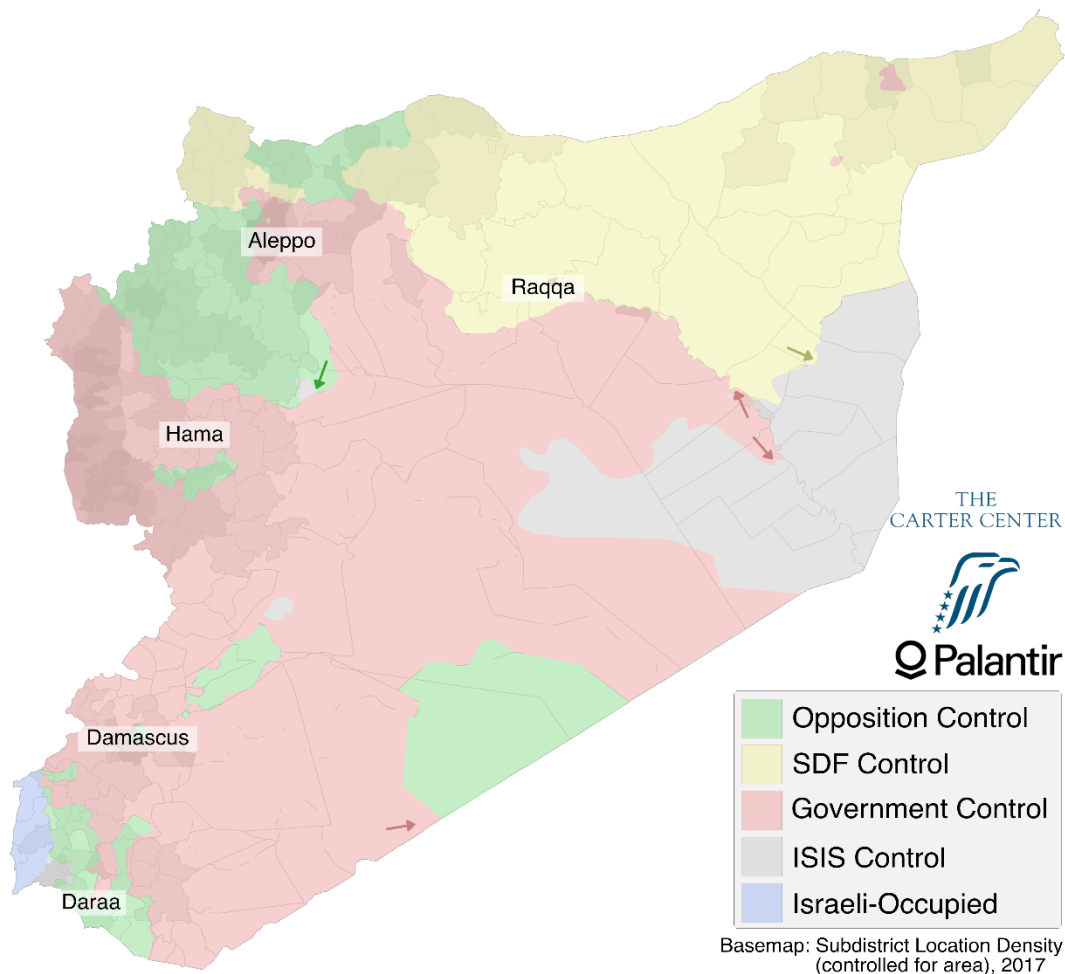 Aleppo
Raqqa
Hama
THE
CARTER CENTER
Palantir
Damascus
Daraa
Opposition Control
SDF Control
Government Control
ISIS Control
Israeli-Occupied
Basemap: Subdistrict Location Density
(controlled for area), 2017